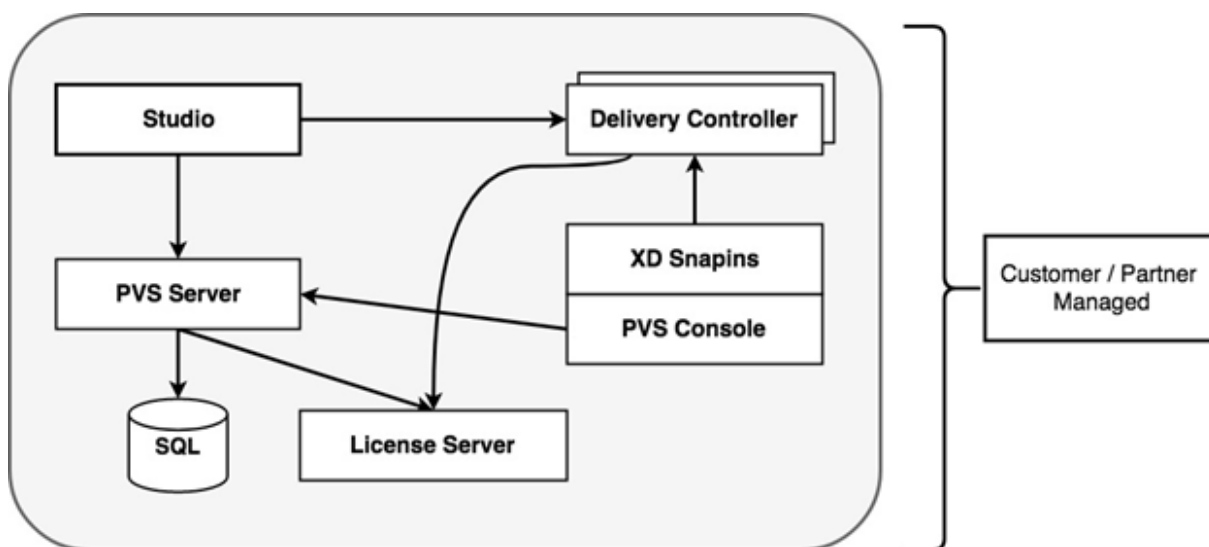 Studio
Delivery Controller
XD Snapins
PVS Server
PVS Console
SQL
License Server
Customer / Partner
Managed